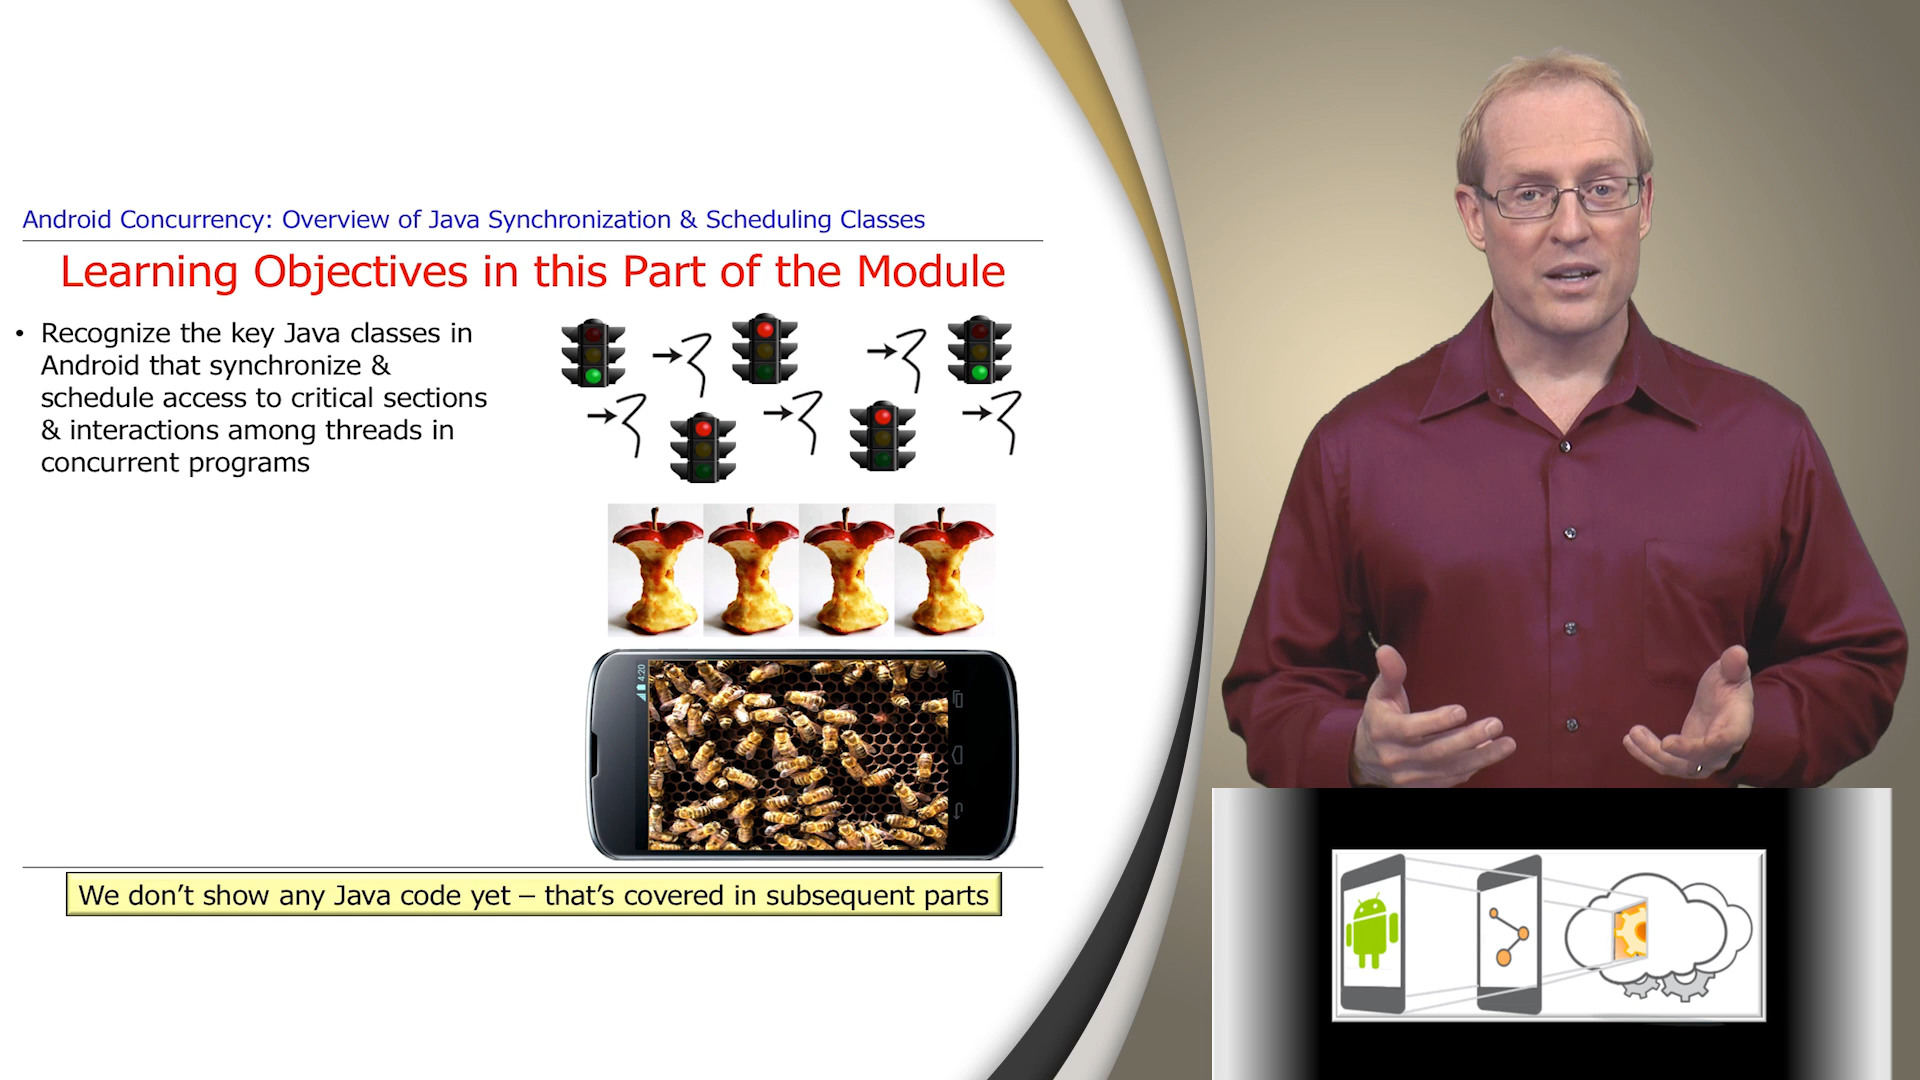 Android Concurrency: Overview of Java Synchronization & Scheduling Classes
Learning Objectives in this Part of the Module
• Recognize the key Java classes in
Android that synchronize &
schedule access to critical sections
& interactions among threads in
concurrent programs
4:20
We don’t show any Java code yet – that’s covered in subsequent parts